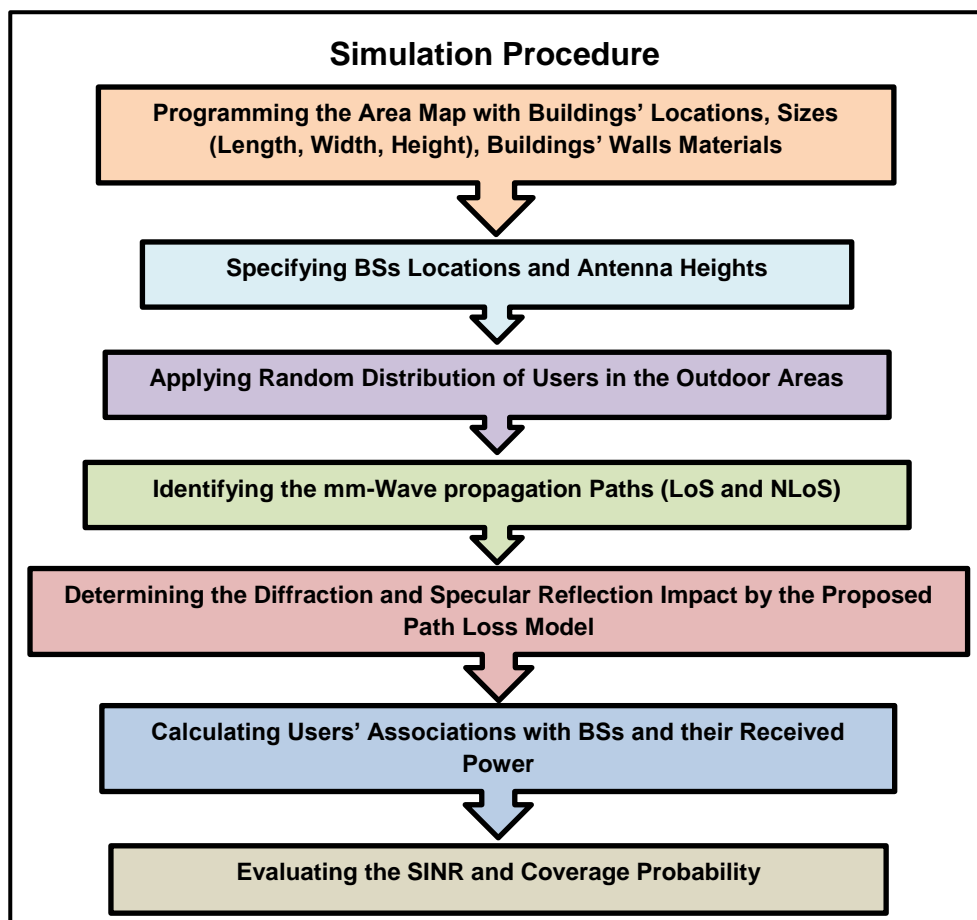 Simulation Procedure
Programming the Area Map with Buildings’ Locations, Sizes
(Length, Width, Height), Buildings’ Walls Materials
Specifying BSs Locations and Antenna Heights
Applying Random Distribution of Users in the Outdoor Areas
Identifying the mm-Wave propagation Paths (LoS and NLoS)
Determining the Diffraction and Specular Reflection Impact by the Proposed
Path Loss Model
Calculating Users’ Associations with BSs and their Received
Power
Evaluating the SINR and Coverage Probability